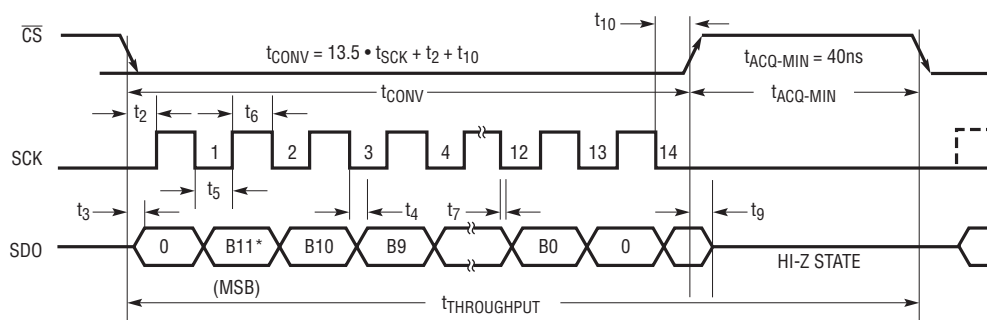 t10
CS
tCONV = 13.5 • tSCK + t2 + t10
tACQ-MIN = 40ns
tCONV
tACQ-MIN
t2
t6
SCK
1 2 3 4 12 13 14
t5
t3
t4
t7
t9
SDO
0 B11* B10 B9 B0 0
HI-Z STATE
(MSB)
tTHROUGHPUT